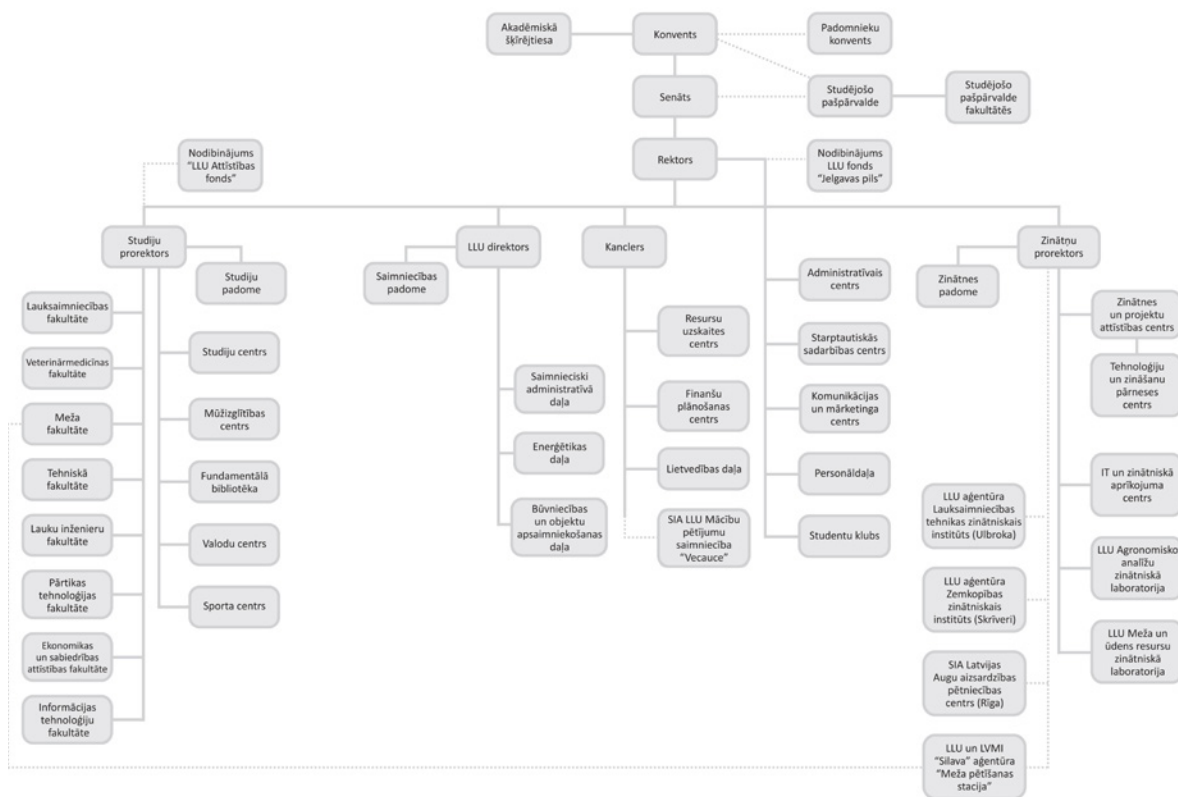 Akadēmiskā
šķīrējtiesa
Konvents
Padomnieku
konvents
Senāts
Studējošo
pašpārvalde
Studējošo
pašpārvalde
fakultātēs
Rektors
Nodibinājums
"LLU Attīstības
fonds"
Nodibinājums
LLU fonds
"Jelgavas pils"
Studiju
prorektors
Studiju
padome
Lauksaimniecības
fakultāte
Veterinārmedicīnas
fakultāte
Meža
fakultāte
Tehniskā
fakultāte
Lauku inženieru
fakultāte
Pārtikas
tehnoloģijas
fakultāte
Ekonomikas
un sabiedrības
attīstības fakultāte
Informācijas
tehnoloģiju
fakultāte
Studiju centrs
Mūžizglītības
centrs
Fundamentālā
bibliotēka
Valodu centrs
Sporta centrs
LLU direktors
Saimniecības
padome
Saimnieciski
administratīvā
daļa
Enerģētikas
daļa
Būvniecības
un objektu
apsaimniekošanas
daļa
Kanclers
Resursu
uzskaites
centrs
Finanšu
plānošanas
centrs
Lietvedības daļa
SIA LLU Mācību
pētījumu
saimniecība
"Vecauce"
Administratīvais
centrs
Starptautiskās
sadarbības centrs
Komunikācijas
un mārketinga
centrs
Personāldaļa
Studentu klubs
Zinātņu
prorektors
Zinātnes
padome
Zinātnes
un projektu
attīstības centrs
Tehnoloģiju
un zināšanu
pārneses
centrs
IT un zinātniskā
aprīkojuma
centrs
LLU Agronomisko
analīžu
zinātniskā
laboratorija
LLU Meža un
ūdens resursu
zinātniskā
laboratorija
LLU aģentūra
Lauksaimniecības
tehnikas zinātniskais
institūts (Ulbroka)
LLU aģentūra
Zemkopības
zinātniskais
institūts (Skrīveri)
SIA Latvijas
Augu aizsardzības
pētniecības
centrs (Rīga)
LLU un LVMI
"Silava" aģentūra
"Meža pētīšanas
stacija"